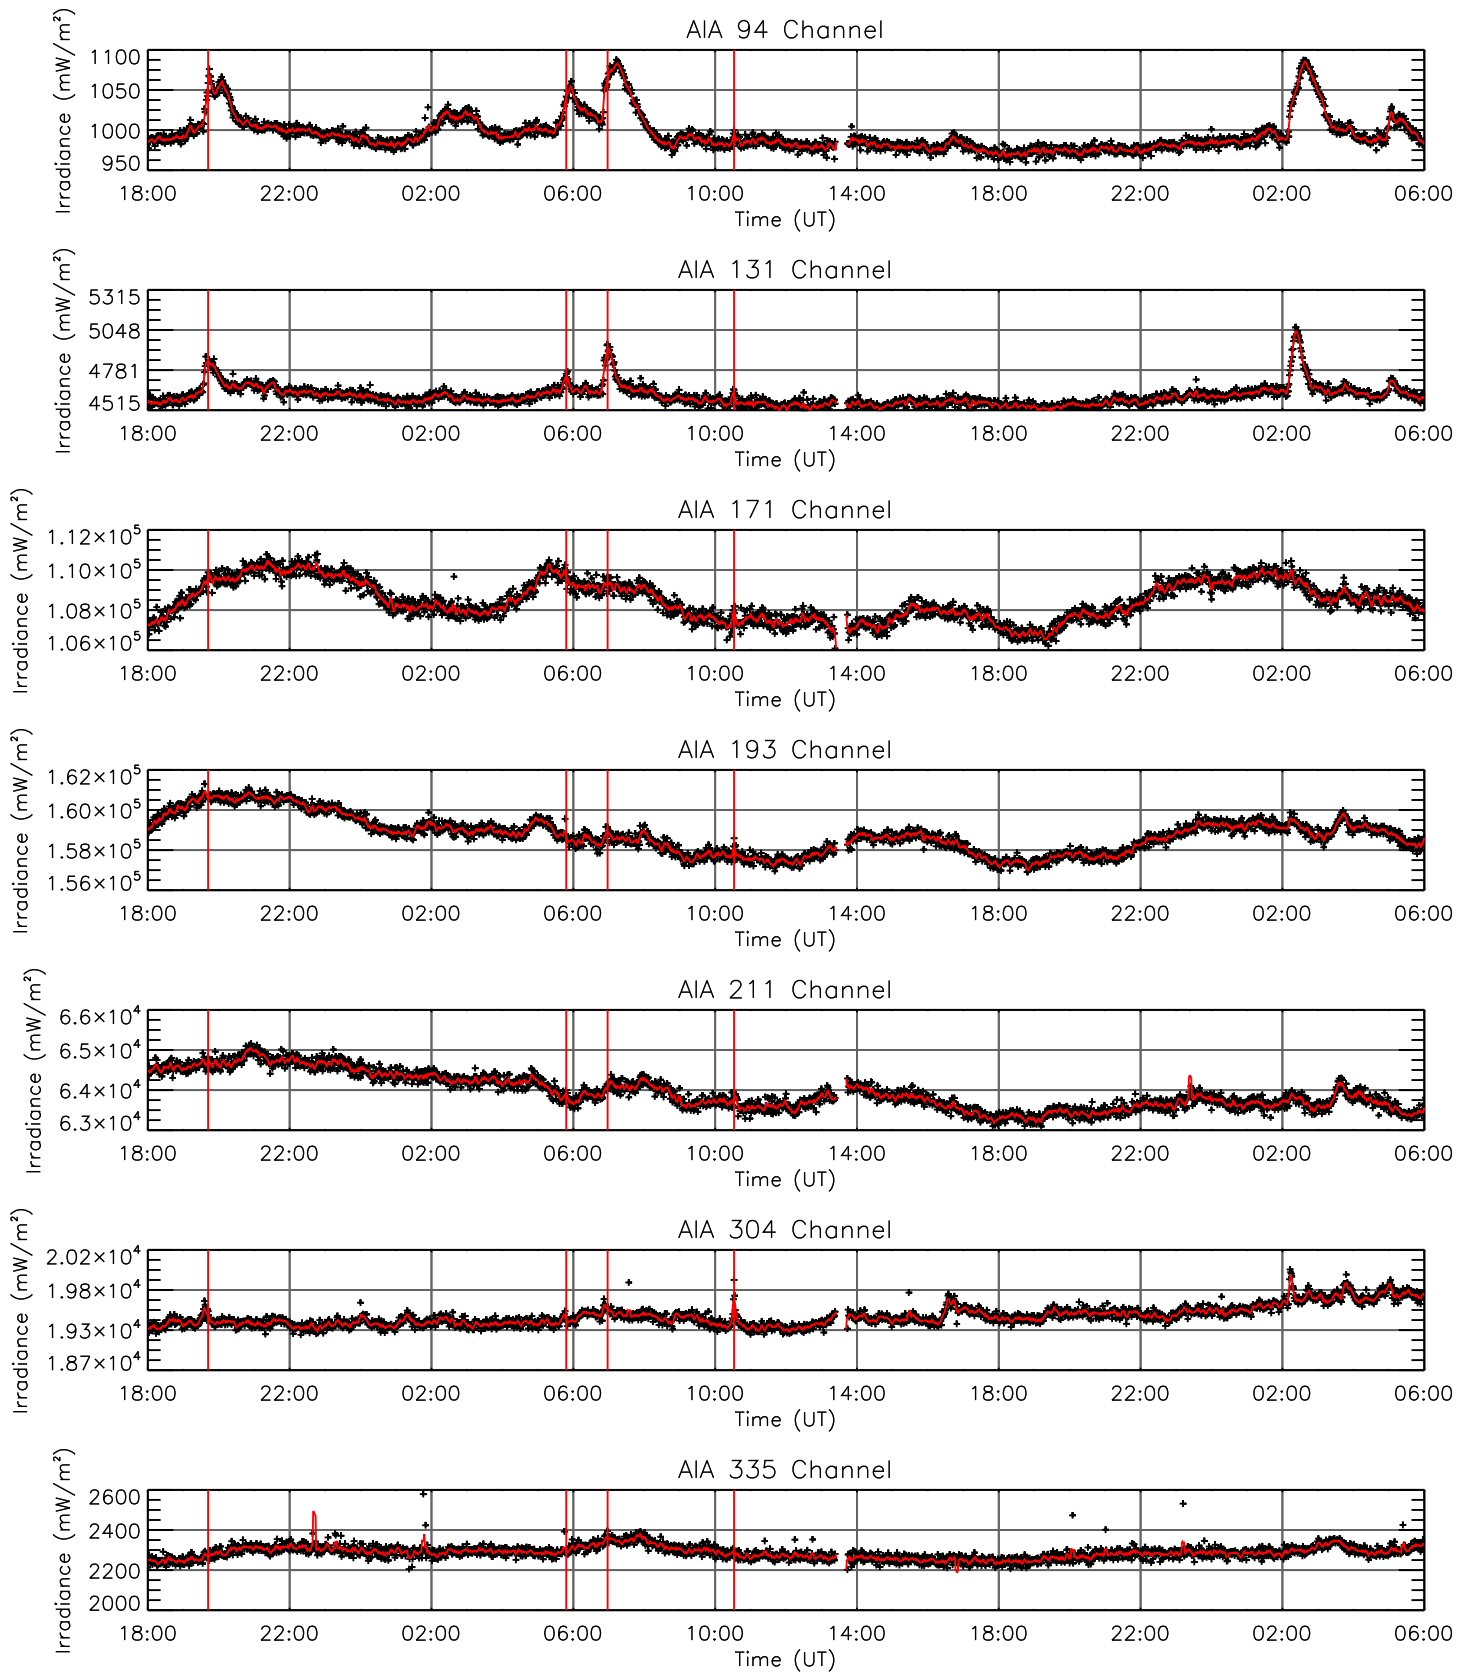 AIA 94 Channel
Irradiance (mW/m²)
1100
1050
1000
950
18:00 22:00 02:00 06:00 10:00 14:00 18:00 22:00 02:00 06:00
Time (UT)
AIA 131 Channel
Irradiance (mW/m²)
5315
5048
4781
4515
18:00 22:00 02:00 06:00 10:00 14:00 18:00 22:00 02:00 06:00
Time (UT)
AIA 171 Channel
Irradiance (mW/m²)
1.12×10⁵
1.10×10⁵
1.08×10⁵
1.06×10⁵
18:00 22:00 02:00 06:00 10:00 14:00 18:00 22:00 02:00 06:00
Time (UT)
AIA 193 Channel
Irradiance (mW/m²)
1.62×10⁵
1.60×10⁵
1.58×10⁵
1.56×10⁵
18:00 22:00 02:00 06:00 10:00 14:00 18:00 22:00 02:00 06:00
Time (UT)
AIA 211 Channel
Irradiance (mW/m²)
6.6×10⁴
6.5×10⁴
6.4×10⁴
6.3×10⁴
18:00 22:00 02:00 06:00 10:00 14:00 18:00 22:00 02:00 06:00
Time (UT)
AIA 304 Channel
Irradiance (mW/m²)
2.02×10⁴
1.98×10⁴
1.93×10⁴
1.87×10⁴
18:00 22:00 02:00 06:00 10:00 14:00 18:00 22:00 02:00 06:00
Time (UT)
AIA 335 Channel
Irradiance (mW/m²)
2600
2400
2200
2000
18:00 22:00 02:00 06:00 10:00 14:00 18:00 22:00 02:00 06:00
Time (UT)